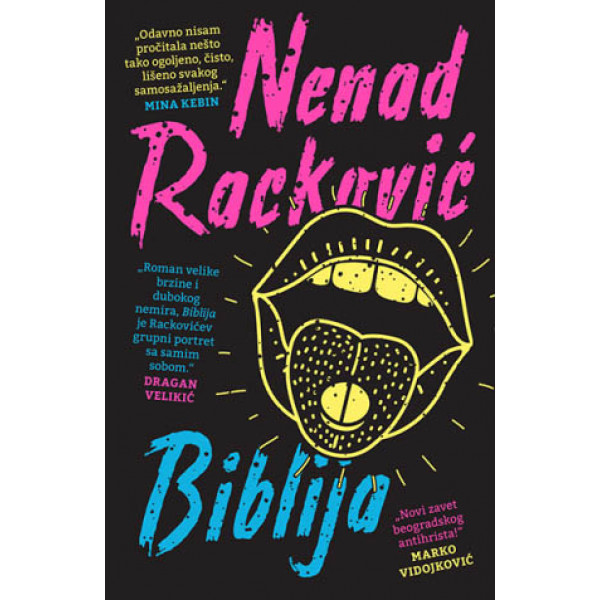 „Odavno nisam
pročitala nešto
tako ogoljeno, čisto,
lišeno svakog
samosažaljenja.“
MINA KEBIN
Nenad
Racković
„Roman velike
brzine i
dubokog
nemira, Biblija
je Rackovićev
grupni portret
sa samim
sobom.“
DRAGAN
VELIKIĆ
Biblija
„Novi zavet
beogradskog
antihrista!”
MARKO
VIDOJKOVIĆ